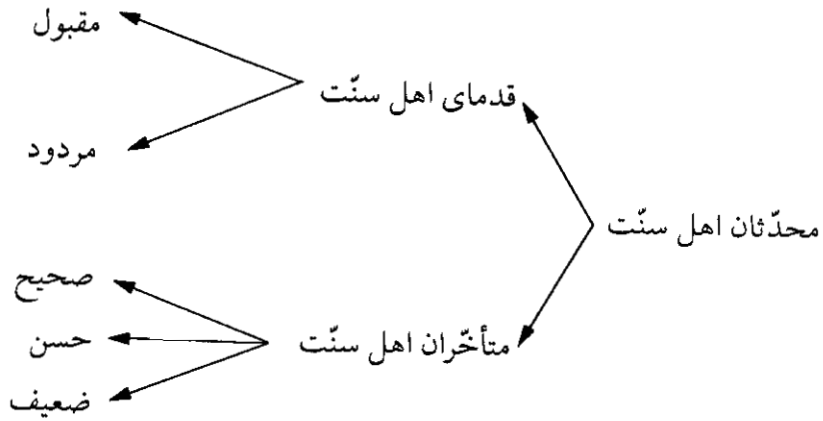 محدّثان اهل سنّت
قدمای اهل سنّت
مقبول
مردود
متأخّران اهل سنّت
صحیح
حسن
ضعیف